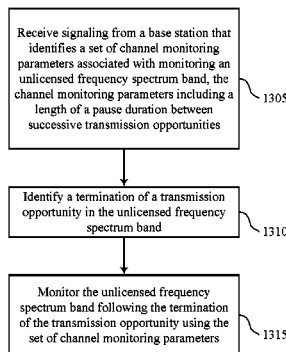 Receive signaling from a base station that
identifies a set of channel monitoring
parameters associated with monitoring an
unlicensed frequency spectrum band, the
channel monitoring parameters including a
length of a pause duration between
successive transmission opportunities
1305
Identify a termination of a transmission
opportunity in the unlicensed frequency
spectrum band
1310
Monitor the unlicensed frequency
spectrum band following the termination
of the transmission opportunity using the
set of channel monitoring parameters
1315